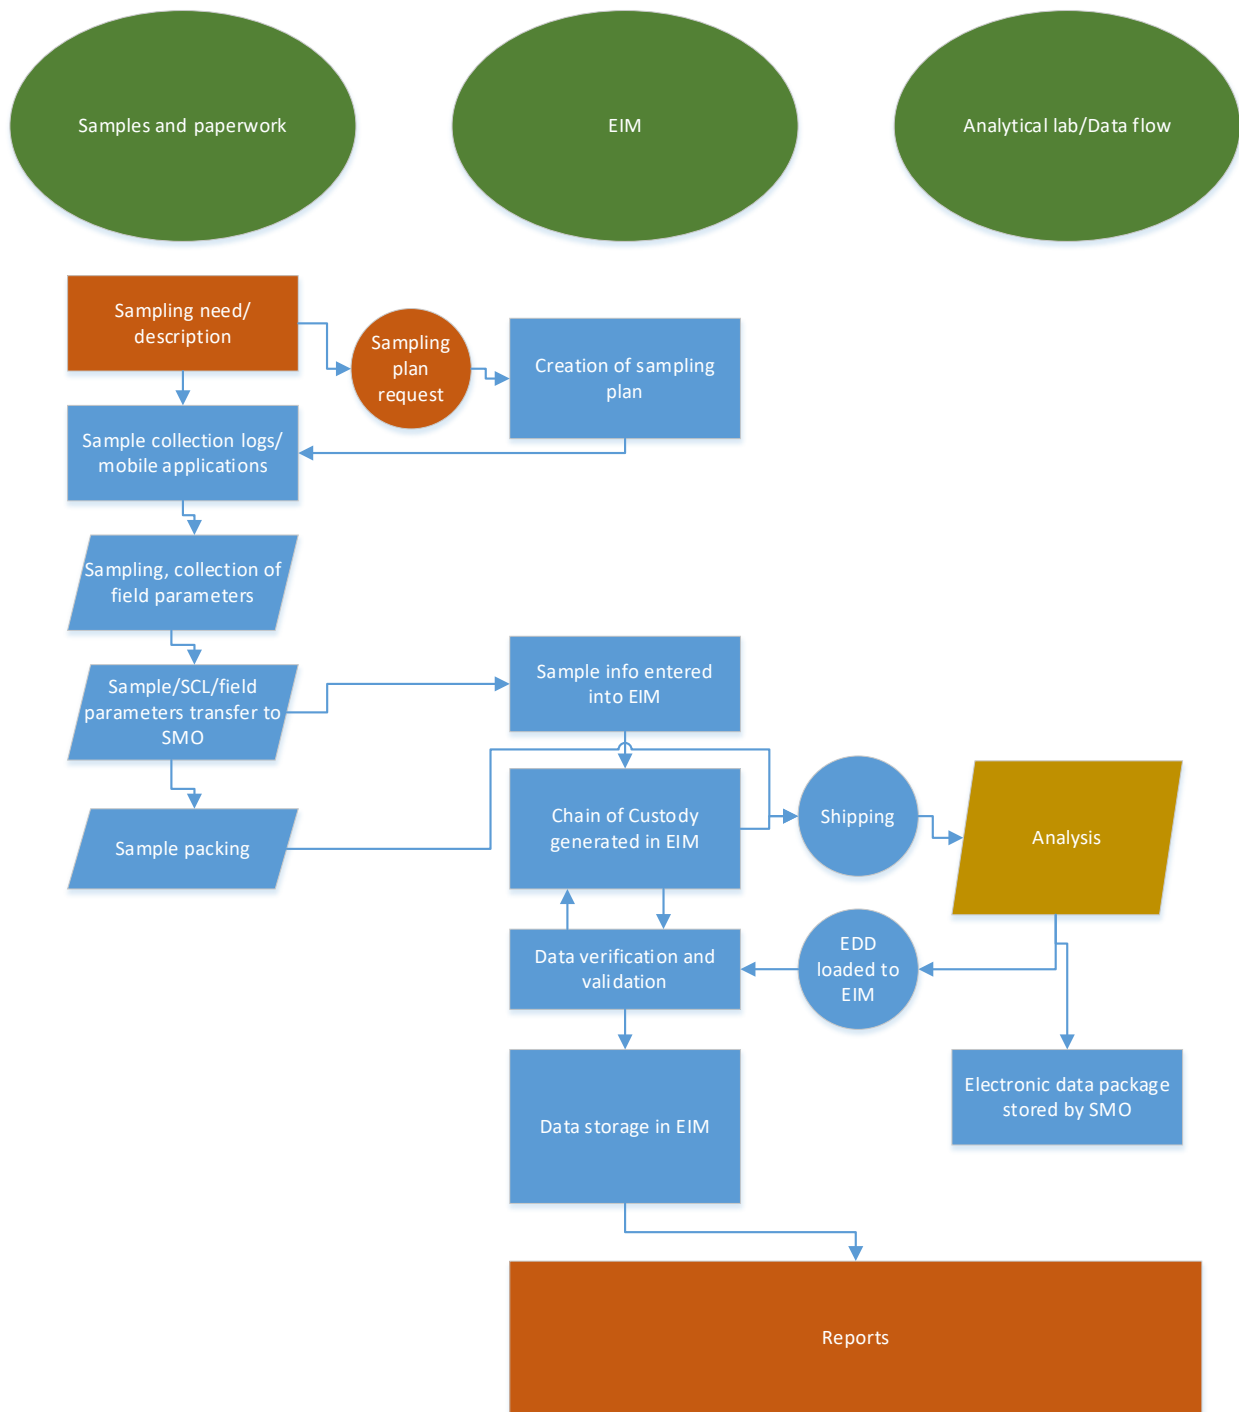 Samples and paperwork
EIM
Analytical lab/Data flow
Sampling need/
description
Sampling
plan
request
Creation of sampling
plan
Sample collection logs/
mobile applications
Sampling, collection of
field parameters
Sample/SCL/field
parameters transfer to
SMO
Sample info entered
into EIM
Sample packing
Chain of Custody
generated in EIM
Shipping
Analysis
Data verification and
validation
EDD
loaded to
EIM
Electronic data package
stored by SMO
Data storage in EIM
Reports